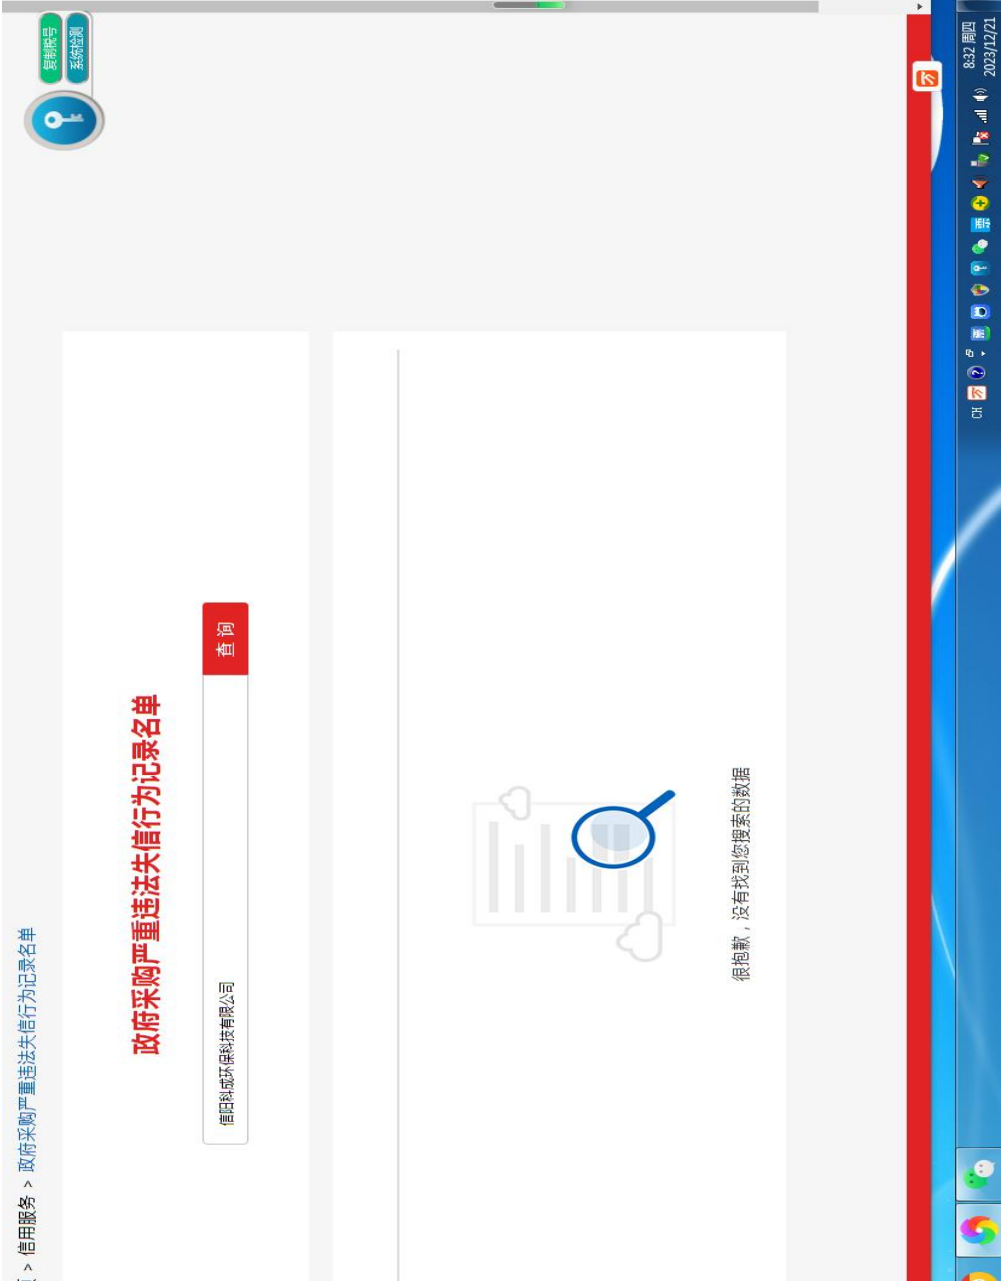 > 信用服务 > 政府采购严重违法失信行为记录名单
复制税号
系统检测
政府采购严重违法失信行为记录名单
信阳科成环保科技有限公司
查 询
很抱歉，没有找到您搜索的数据
CH
8:32 周四
2023/12/21